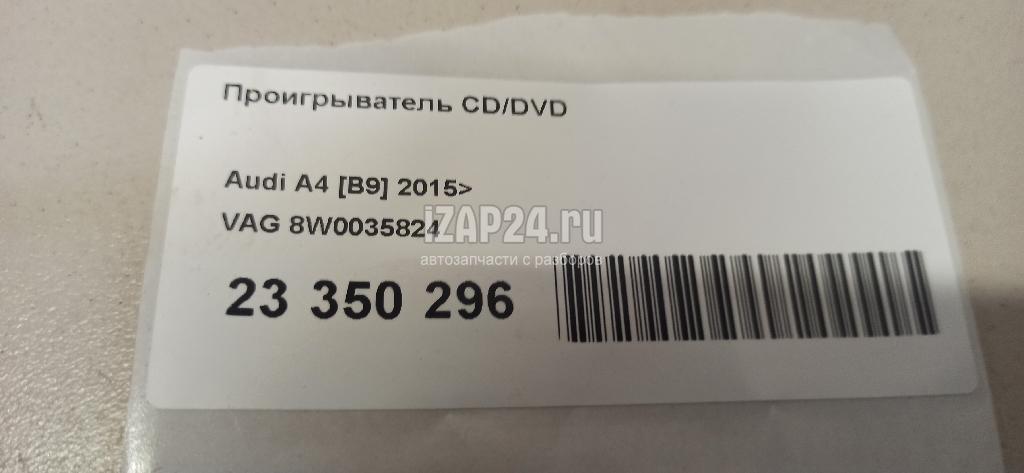 Проигрыватель CD/DVD
Audi A4 [B9] 2015>
VAG 8W0035824
iZAP24.ru
автозапчасти с разборов
23 350 296